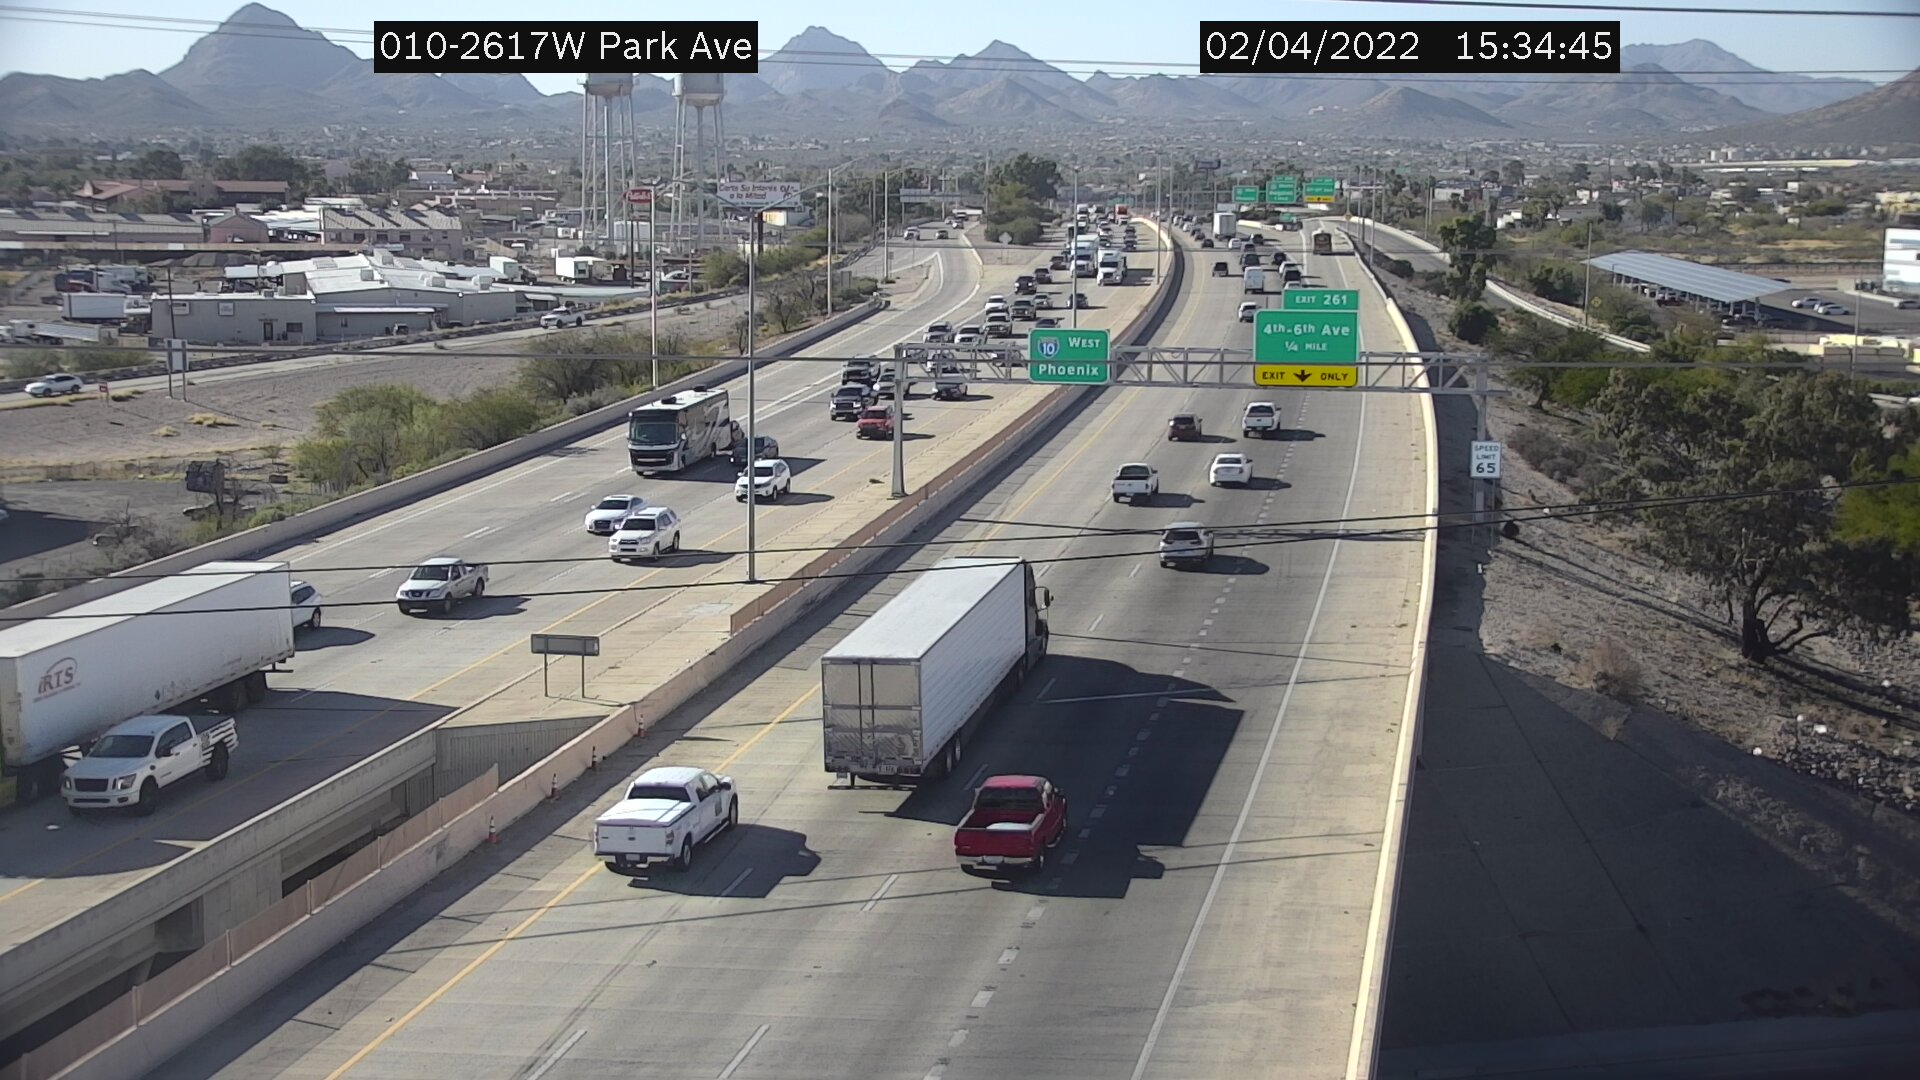 010-2617W Park Ave
02/04/2022 15:34:45
EXIT 261
4th-6th Ave
1/4 MILE
EXIT ONLY
10 WEST
Phoenix
SPEED
LIMIT
65
RTS